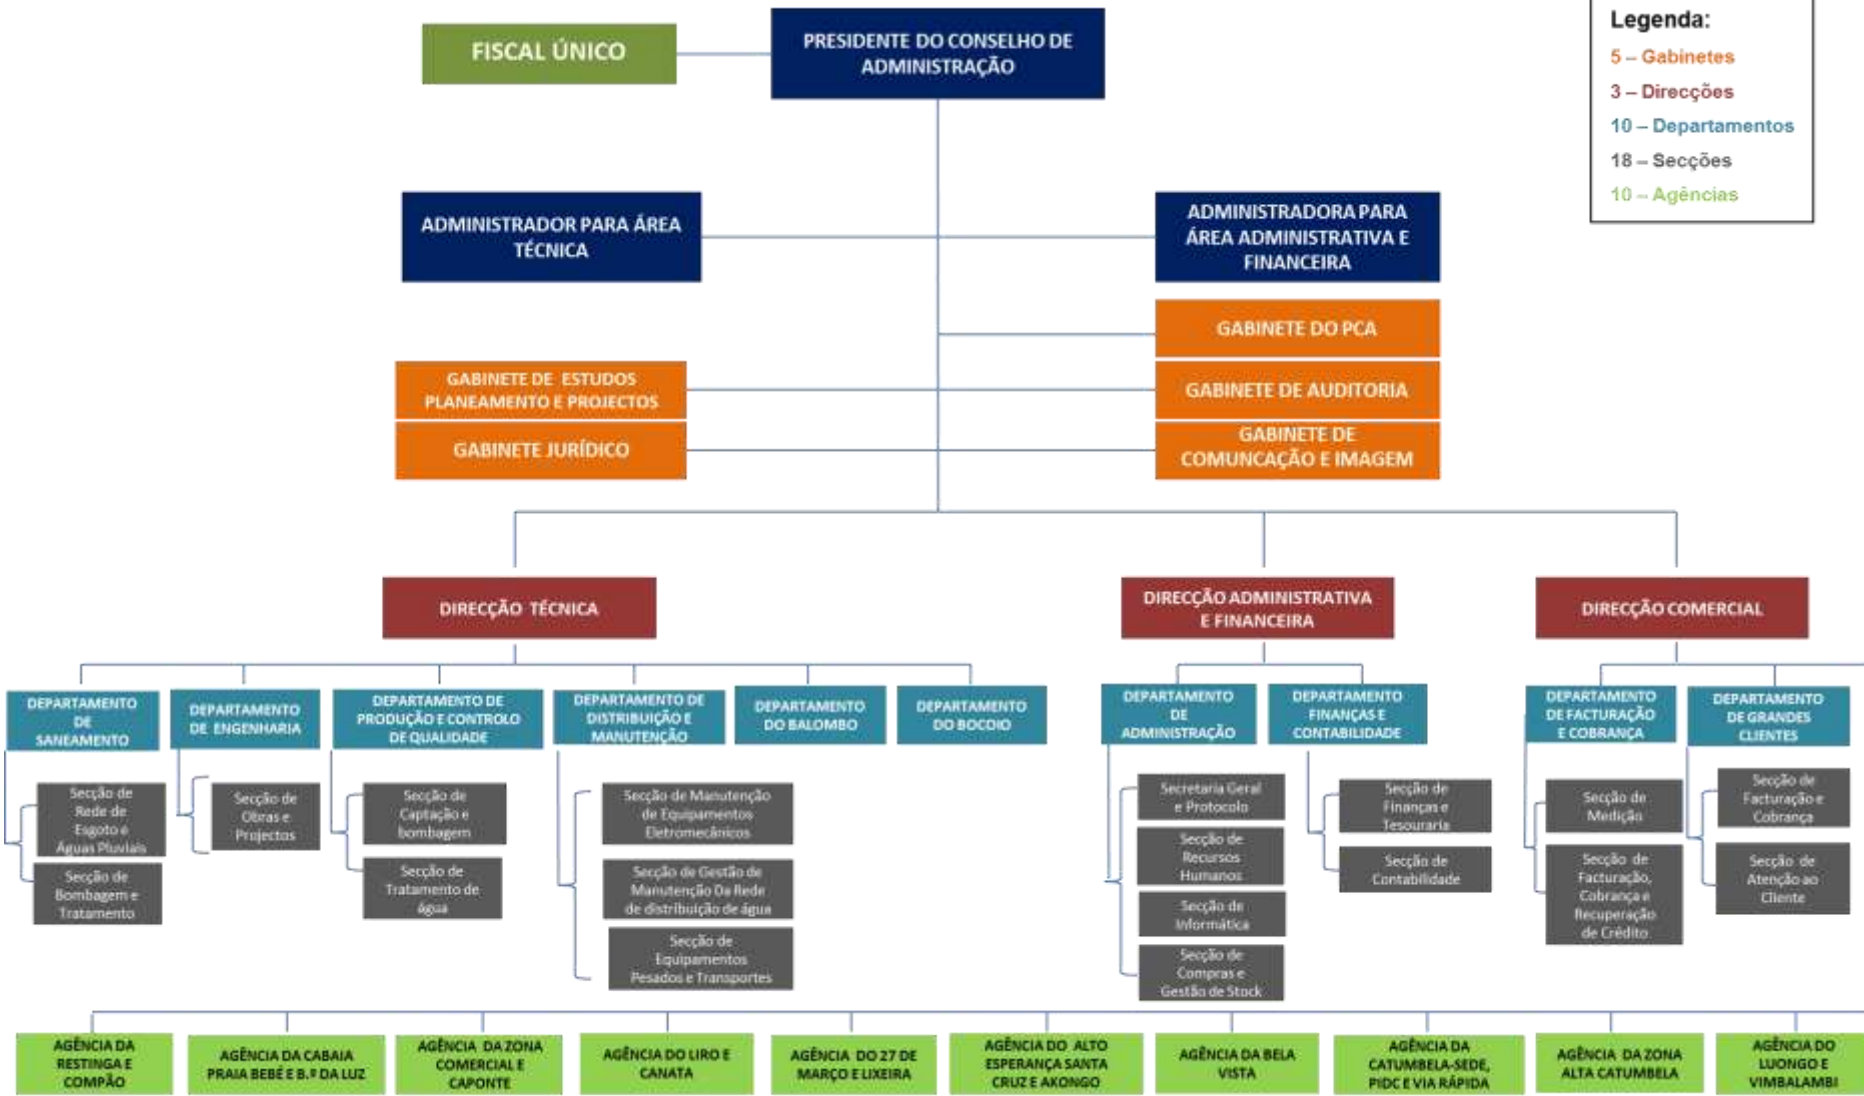 FISCAL ÚNICO
PRESIDENTE DO CONSELHO DE
ADMINISTRAÇÃO
Legenda:
5 – Gabinetes
3 – Direcções
10 – Departamentos
18 – Secções
10 – Agências
ADMINISTRADOR PARA ÁREA
TÉCNICA
ADMINISTRADORA PARA
ÁREA ADMINISTRATIVA E
FINANCEIRA
GABINETE DO PCA
GABINETE DE ESTUDOS
PLANEAMENTO E PROJECTOS
GABINETE DE AUDITORIA
GABINETE JURÍDICO
GABINETE DE
COMUNCAÇÃO E IMAGEM
DIRECÇÃO TÉCNICA
DIRECÇÃO ADMINISTRATIVA
E FINANCEIRA
DIRECÇÃO COMERCIAL
DEPARTAMENTO
DE
SANEAMENTO
DEPARTAMENTO
DE ENGENHARIA
DEPARTAMENTO DE
PRODUÇÃO E CONTROLO
DE QUALIDADE
DEPARTAMENTO DE
DISTRIBUIÇÃO E
MANUTENÇÃO
DEPARTAMENTO
DO BALOMBO
DEPARTAMENTO
DO BOCOIO
DEPARTAMENTO
DE
ADMINISTRAÇÃO
DEPARTAMENTO
FINANÇAS E
CONTABILIDADE
DEPARTAMENTO
DE FACTURAÇÃO
E COBRANÇA
DEPARTAMENTO
DE GRANDES
CLIENTES
Secção de
Rede de
Esgoto e
Águas Pluviais
Secção de
Bombagem e
Tratamento
Secção de
Obras e
Projectos
Secção de
Captação e
bombagem
Secção de
Tratamento de
água
Secção de Manutenção
de Equipamentos
Eletromecânicos
Secção de Gestão de
Manutenção Da Rede
de distribuição de água
Secção de
Equipamentos
Pesados e Transportes
Secretaria Geral
e Protocolo
Secção de
Recursos
Humanos
Secção de
Informática
Secção de
Compras e
Gestão de Stock
Secção de
Finanças e
Tesouraria
Secção de
Contabilidade
Secção de
Medição
Secção de
Facturação,
Cobrança e
Recuperação
de Crédito
Secção de
Facturação e
Cobrança
Secção de
Atenção ao
Cliente
AGÊNCIA DA
RESTINGA E
COMPÃO
AGÊNCIA DA CABAIA
PRAIA BEBÉ E B.º DA LUZ
AGÊNCIA DA ZONA
COMERCIAL E
CAPONTE
AGÊNCIA DO LIRO E
CANATA
AGÊNCIA DO 27 DE
MARÇO E LIXEIRA
AGÊNCIA DO ALTO
ESPERANÇA SANTA
CRUZ E AKONGO
AGÊNCIA DA BELA
VISTA
AGÊNCIA DA
CATUMBELA-SEDE,
PIDC E VIA RÁPIDA
AGÊNCIA DA ZONA
ALTA CATUMBELA
AGÊNCIA DO
LUONGO E
VIMBALAMBI